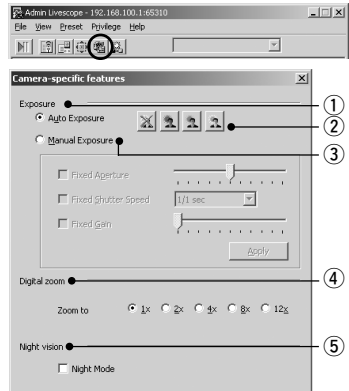 Admin Livescope - 192.168.100.1:65310
File View Preset Privilege Help
Camera-specific features
Exposure ①
Auto Exposure
②
Manual Exposure ③
Fixed Aperture
Fixed Shutter Speed 1/1 sec
Fixed Gain
Apply
Digital zoom ④
Zoom to 1x 2x 4x 8x 12x
Night vision ⑤
Night Mode